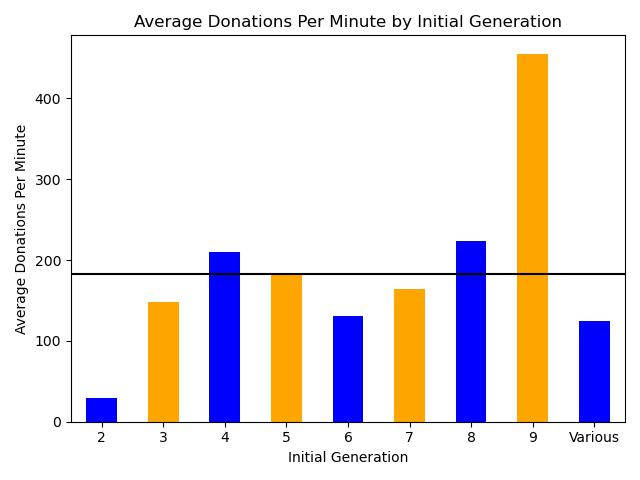 Average Donations Per Minute by Initial Generation
Average Donations Per Minute
400
300
200
100
0
2 3 4 5 6 7 8 9 Various
Initial Generation